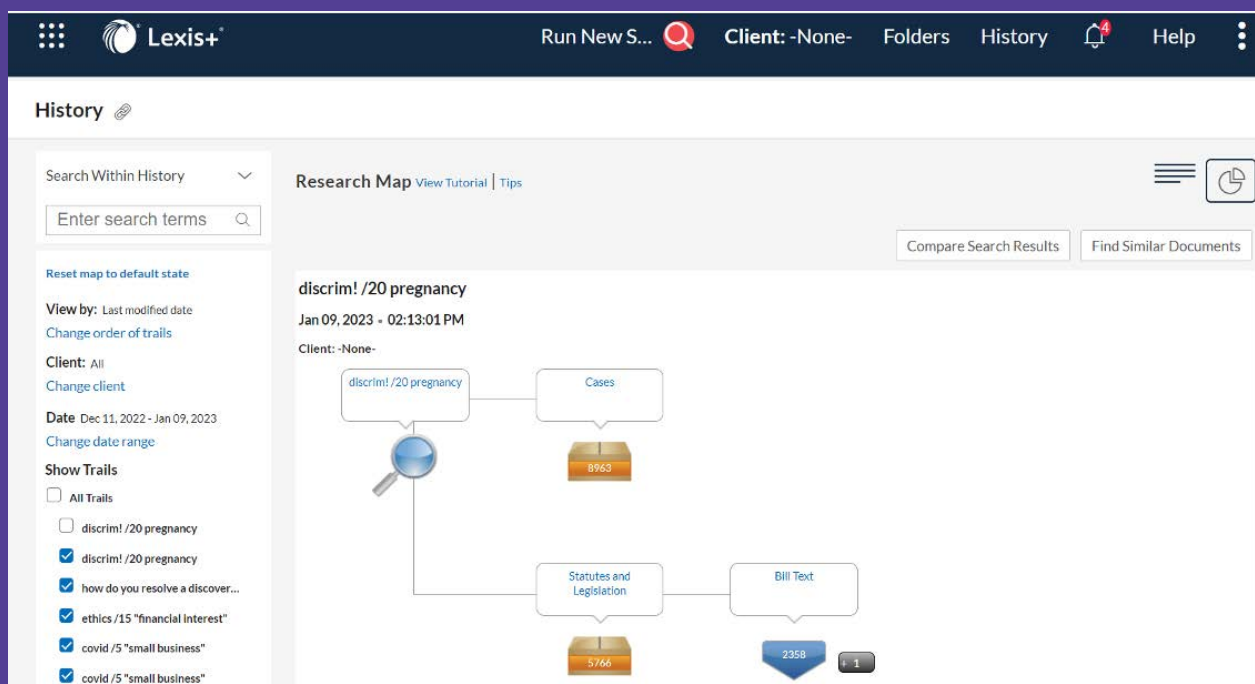 Lexis+
Run New S... Client: -None- Folders History 4 Help
History
Search Within History
Enter search terms
Research Map View Tutorial | Tips
Compare Search Results Find Similar Documents
Reset map to default state
View by: Last modified date
Change order of trails
Client: All
Change client
Date Dec 11, 2022 - Jan 09, 2023
Change date range
Show Trails
All Trails
discrim! /20 pregnancy
discrim! /20 pregnancy
how do you resolve a discover...
ethics /15 "financial interest"
covid /5 "small business"
covid /5 "small business"
discrim! /20 pregnancy
Jan 09, 2023 • 02:13:01 PM
Client: -None-
discrim! /20 pregnancy
Cases
8963
Statutes and
Legislation
5766
Bill Text
2358
+ 1